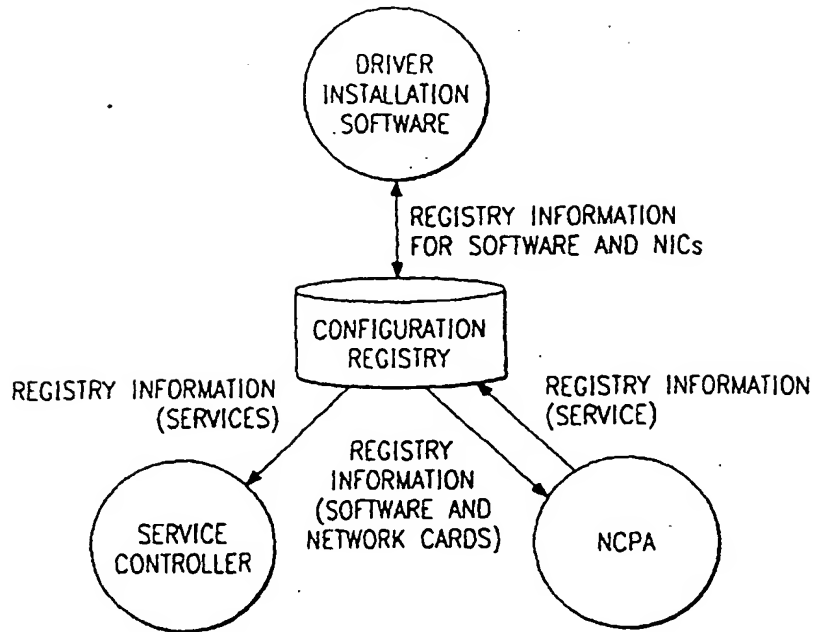 DRIVER
INSTALLATION
SOFTWARE
REGISTRY INFORMATION
FOR SOFTWARE AND NICs
CONFIGURATION
REGISTRY
REGISTRY INFORMATION
(SERVICES)
REGISTRY INFORMATION
(SERVICE)
REGISTRY
INFORMATION
(SOFTWARE AND
NETWORK CARDS)
SERVICE
CONTROLLER
NCPA